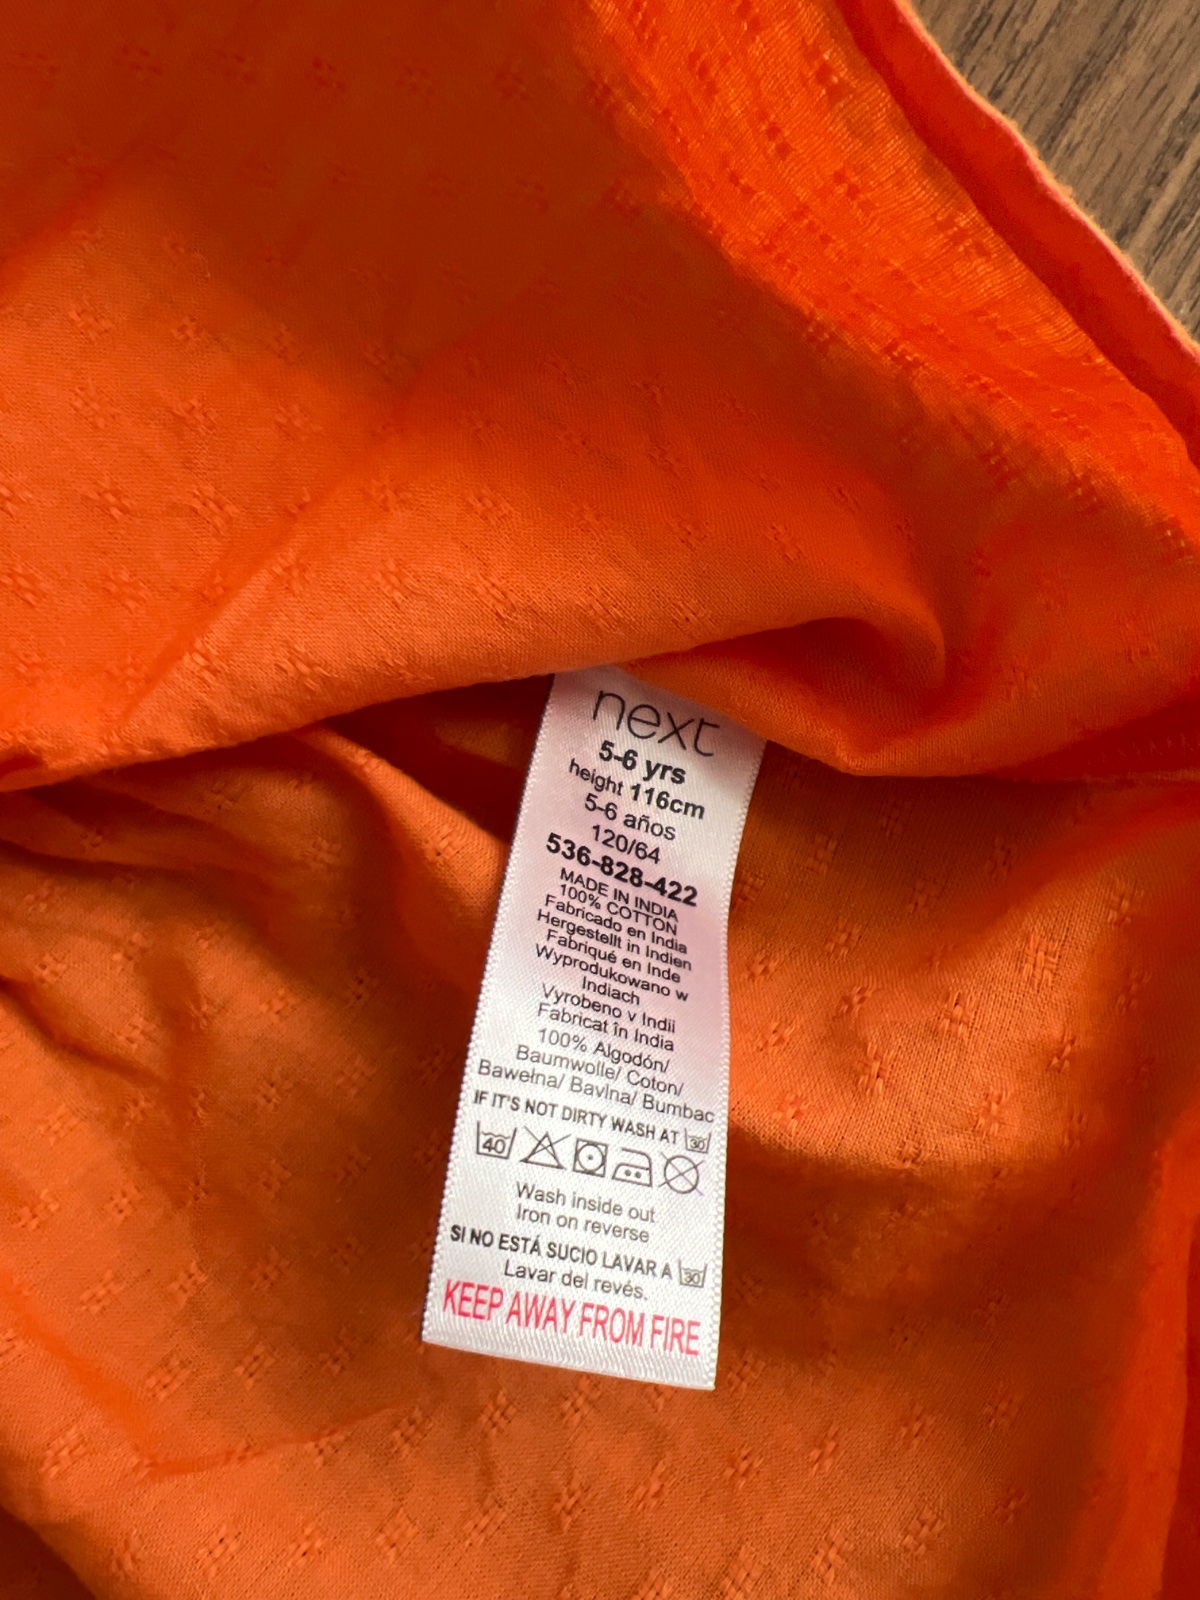 next
5-6 yrs
height 116cm
5-6 años
120/64
536-828-422
MADE IN INDIA
100% COTTON
Fabricado en India
Hergestellt in Indien
Fabriqué en Inde
Wyprodukowano w
Indiach
Vyrobeno v Indii
Fabricat în India
100% Algodón/
Baumwolle/ Coton/
Bawełna/ Bavlna/ Bumbac
IF IT'S NOT DIRTY WASH AT 30
40
Wash inside out
Iron on reverse
SI NO ESTÁ SUCIO LAVAR A 30
Lavar del revés.
KEEP AWAY FROM FIRE